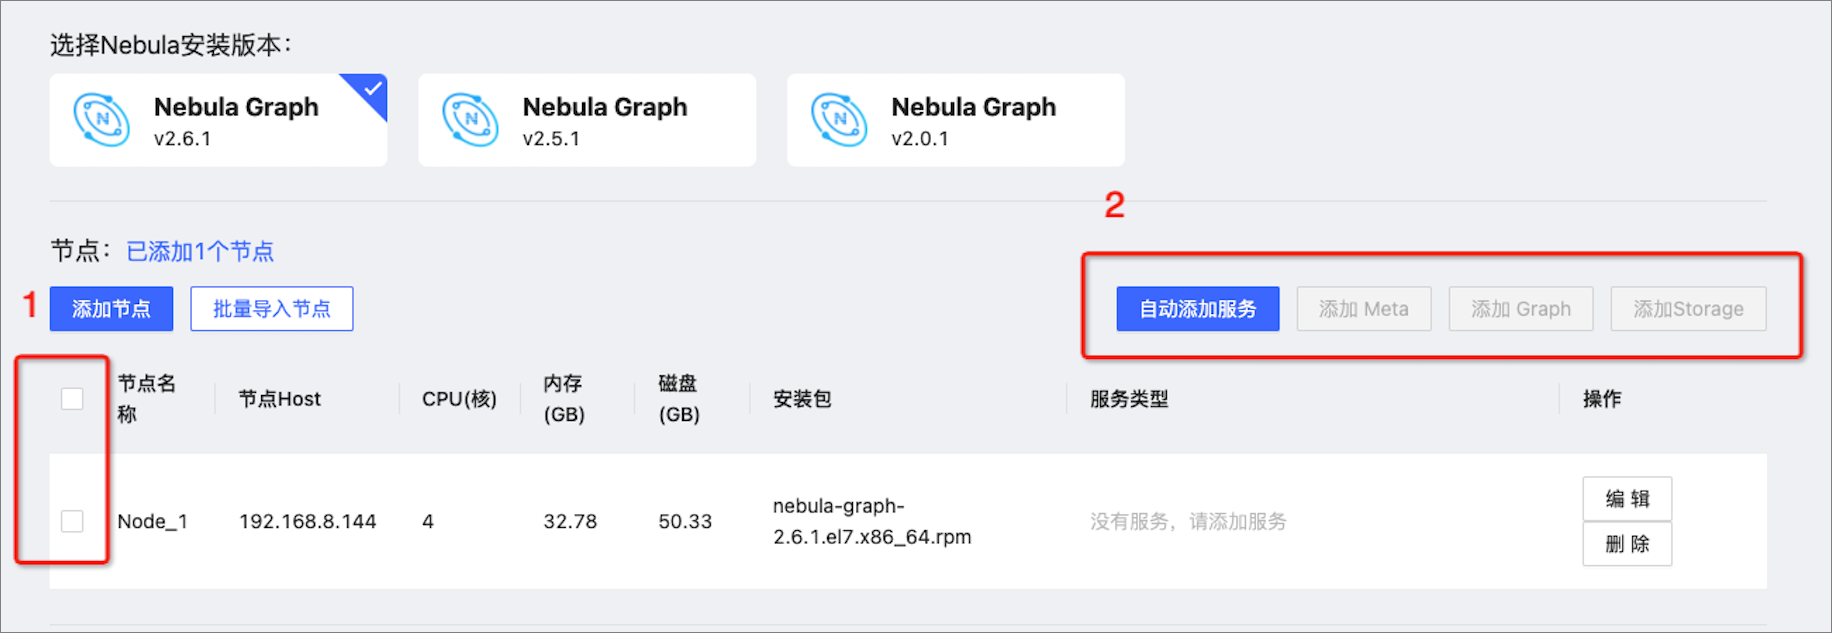 选择Nebula安装版本：
Nebula Graph
v2.6.1
Nebula Graph
v2.5.1
Nebula Graph
v2.0.1
2
节点： 已添加1个节点
1
添加节点 批量导入节点
自动添加服务 添加 Meta 添加 Graph 添加Storage
节点名
称
节点Host
CPU(核)
内存
(GB)
磁盘
(GB)
安装包
服务类型
操作
Node_1
192.168.8.144
4
32.78
50.33
nebula-graph-
2.6.1.el7.x86_64.rpm
没有服务，请添加服务
编 辑
删 除